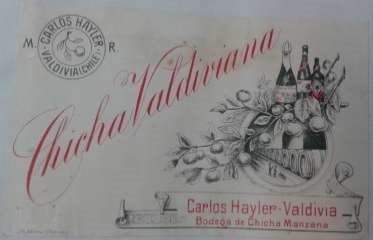 M. R.
CARLOS HAYLER
VALDIVIA (CHILE)
Chicha Valdiviana
Carlos Hayler-Valdivia
Bodega de Chicha Manzana